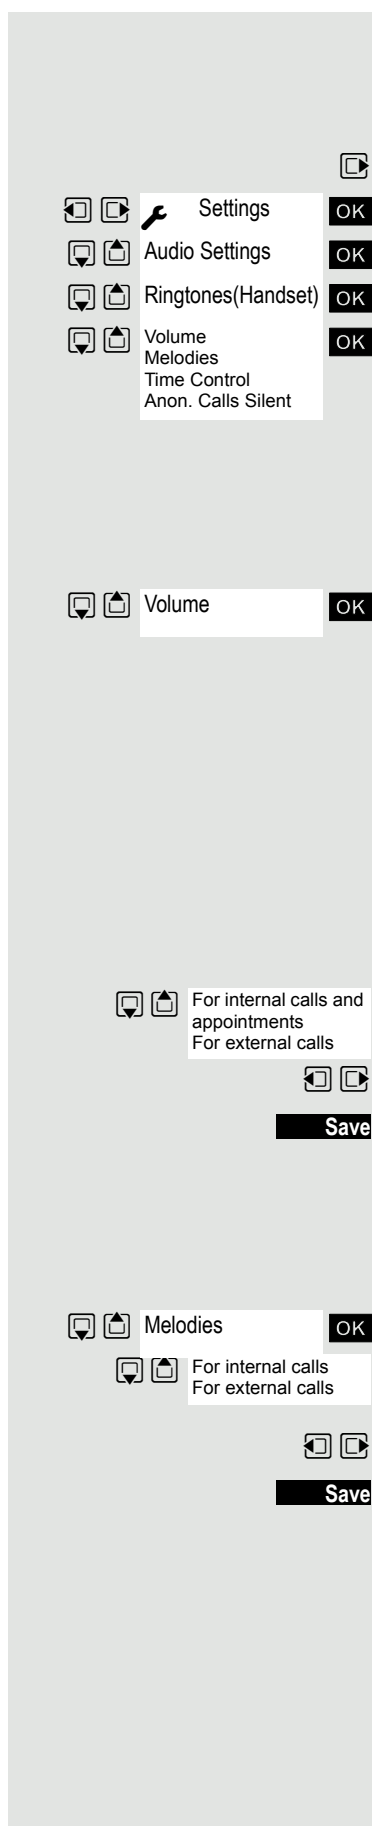 Settings OK
Audio Settings OK
Ringtones(Handset) OK
Volume OK
Melodies
Time Control
Anon. Calls Silent
Volume OK
For internal calls and
appointments
For external calls
Save
Melodies OK
For internal calls
For external calls
Save